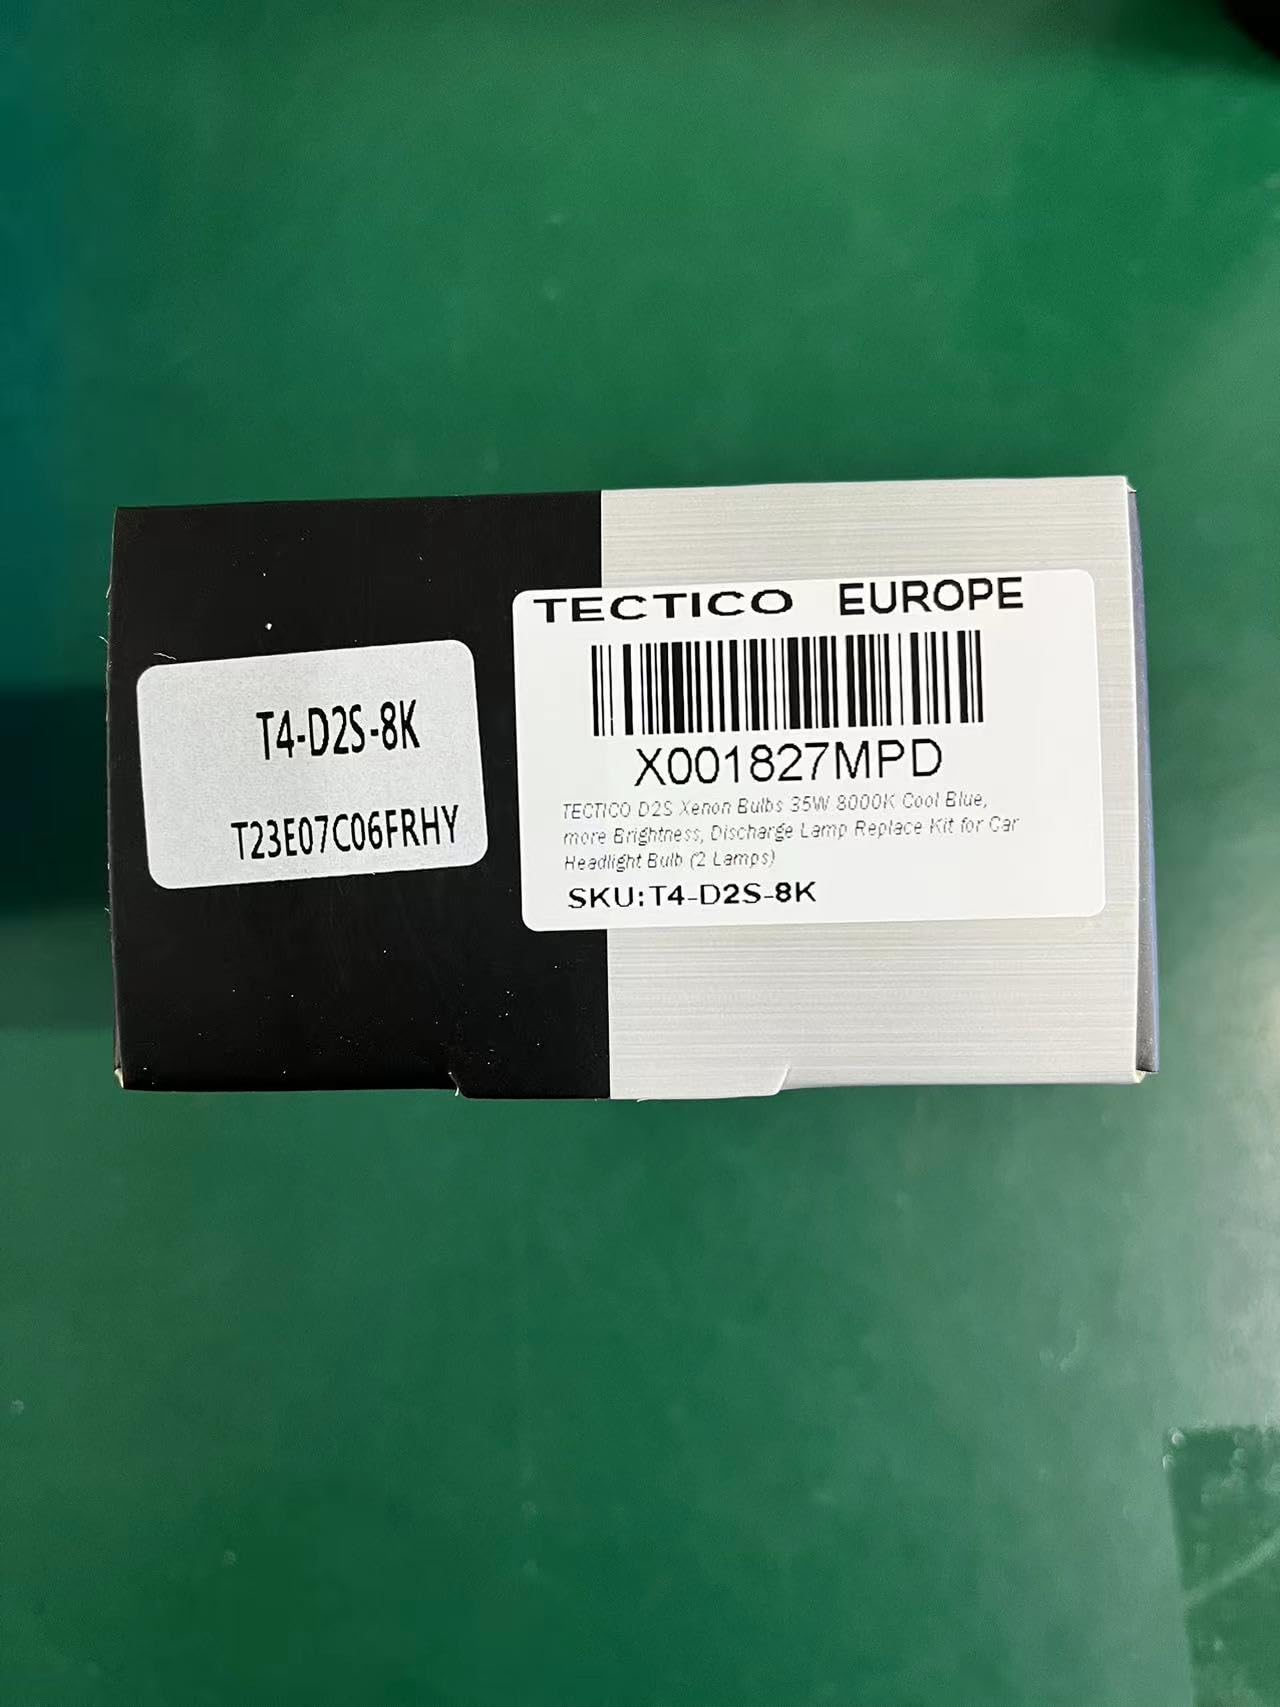 T4-D2S-8K
T23E07C06FRHY
TECTICO EUROPE
X001827MPD
TECTICO D2S Xenon Bulbs 35W 8000K Cool Blue,
more Brightness, Discharge Lamp Replace Kit for Car
Headlight Bulb (2 Lamps)
SKU:T4-D2S-8K